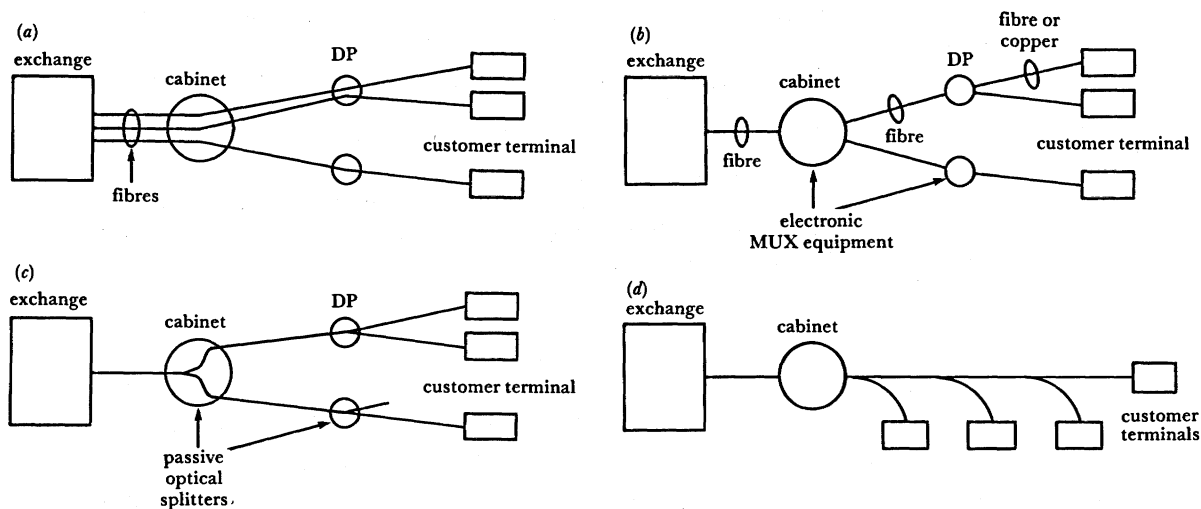 (a)
exchange
cabinet
DP
customer terminal
fibres
(b)
exchange
cabinet
DP
fibre or
copper
fibre
fibre
customer terminal
electronic
MUX equipment
(c)
exchange
cabinet
DP
customer terminal
passive
optical
splitters
(d)
exchange
cabinet
customer
terminals